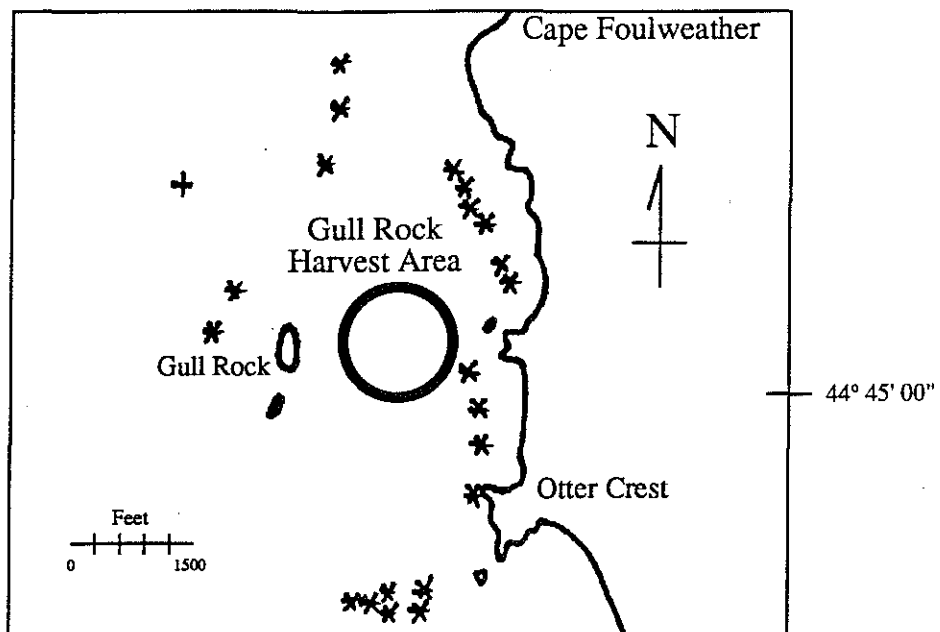 Cape Foulweather
N
Gull Rock
Harvest Area
Gull Rock
44° 45' 00"
Otter Crest
Feet
0 1500